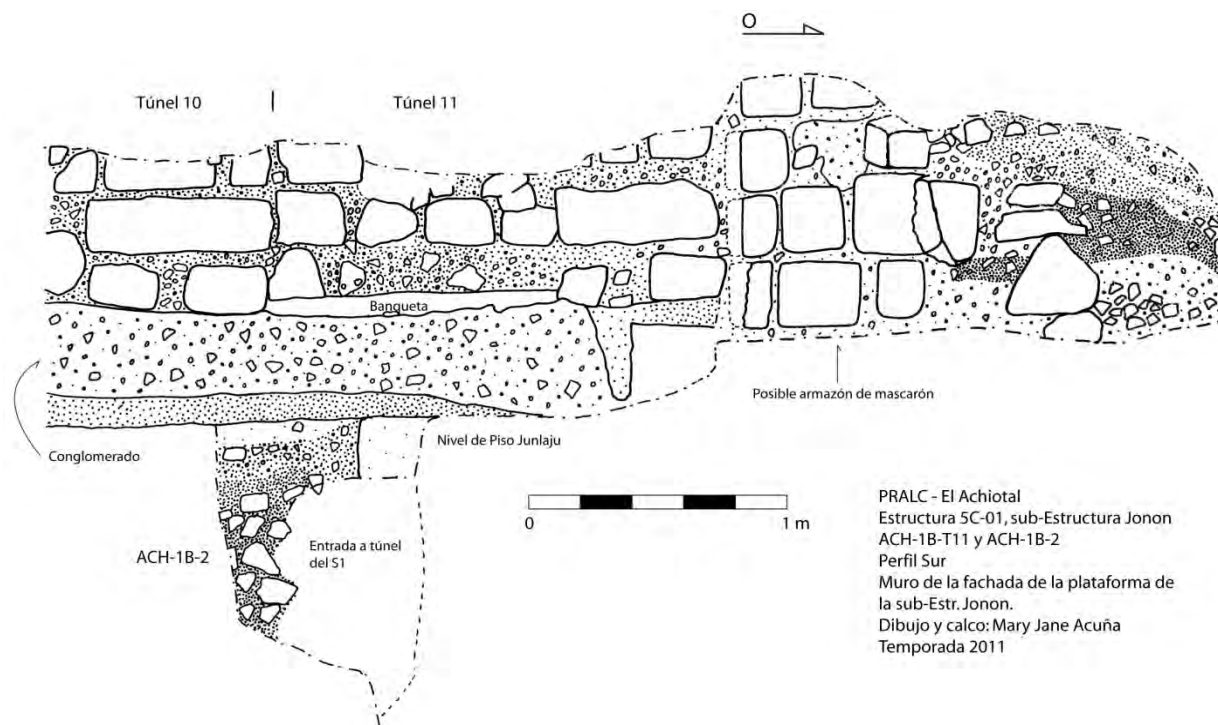 O
Túnel 10
Túnel 11
Banqueta
Posible armazón de mascarón
Conglomerado
Nivel de Piso Junlaju
ACH-1B-2
Entrada a túnel
del S1
0
1 m
PRALC - El Achiotal
Estructura 5C-01, sub-Estructura Jonon
ACH-1B-T11 y ACH-1B-2
Perfil Sur
Muro de la fachada de la plataforma de
la sub-Estr. Jonon.
Dibujo y calco: Mary Jane Acuña
Temporada 2011